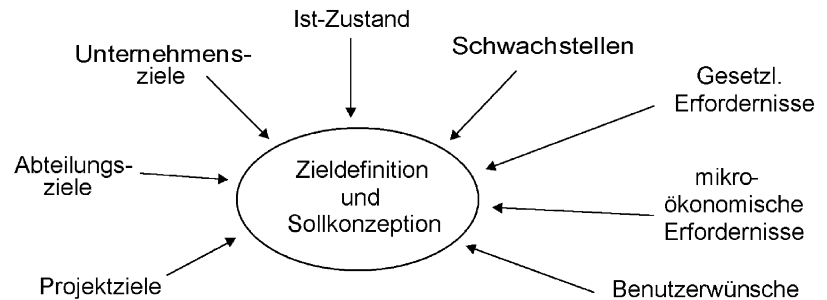 Ist-Zustand
Unternehmens-
ziele
Schwachstellen
Gesetzl.
Erfordernisse
Abteilungs-
ziele
Zieldefinition
und
Sollkonzeption
mikro-
ökonomische
Erfordernisse
Projektziele
Benutzerwünsche